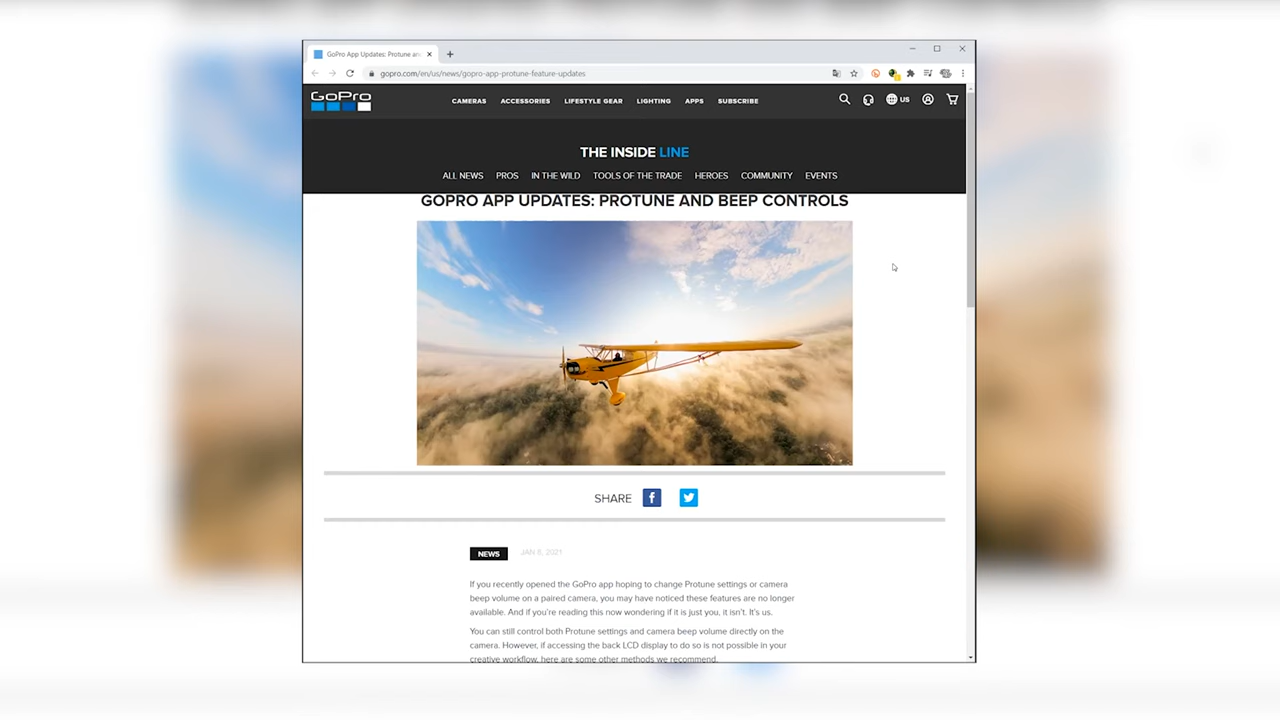 GoPro App Updates: Protune an
gopro.com/en/us/news/gopro-app-protune-feature-updates
GoPro
CAMERAS ACCESSORIES LIFESTYLE GEAR LIGHTING APPS SUBSCRIBE
US
THE INSIDE LINE
ALL NEWS PROS IN THE WILD TOOLS OF THE TRADE HEROES COMMUNITY EVENTS
GOPRO APP UPDATES: PROTUNE AND BEEP CONTROLS
SHARE
NEWS JAN 6, 2021
If you recently opened the GoPro app hoping to change Protune settings or camera
beep volume on a paired camera, you may have noticed these features are no longer
available. And if you're reading this now wondering if it is just you, it isn't. It's us.
You can still control both Protune settings and camera beep volume directly on the
camera. However, if accessing the back LCD display to do so is not possible in your
creative workflow, here are some other methods we recommend.